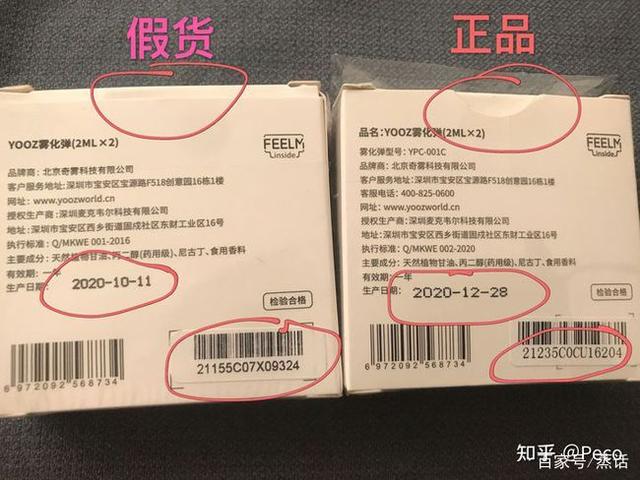 假货
正品
YOOZ雾化弹(2ML×2)
FEELM
inside
品牌商: 北京奇雾科技有限公司
客户服务地址:深圳市宝安区宝源路F518创意园16栋1楼
网址: www.yoozworld.cn
授权生产商: 深圳麦克韦尔科技有限公司
地址: 深圳市宝安区西乡街道固戍社区东财工业区16号
执行标准: Q/MKWE 001-2016
主要成分: 天然植物甘油、丙二醇(药用级)、尼古丁、食用香料
有效期: 一年
生产日期:
2020-10-11
检验合格
6 972092 568734
21155C07X09324
品名:YOOZ雾化弹(2ML×2)
FEELM
inside
雾化弹型号: YPC-001C
品牌商: 北京奇雾科技有限公司
客户服务地址:深圳市宝安区宝源路F518创意园16栋1楼
客服电话: 400-825-0600
授权生产商: 深圳麦克韦尔科技有限公司
地址: 深圳市宝安区西乡街道固戍社区东财工业区16号
执行标准: Q/MKWE 002-2020
主要成分: 天然植物甘油、丙二醇(药用级)、尼古丁、食用香料
有效期: 一年
生产日期:
2020-12-28
检验合格
6 972092 568734
21235C0CU16204
知乎 @Peco
百家号/蒸话